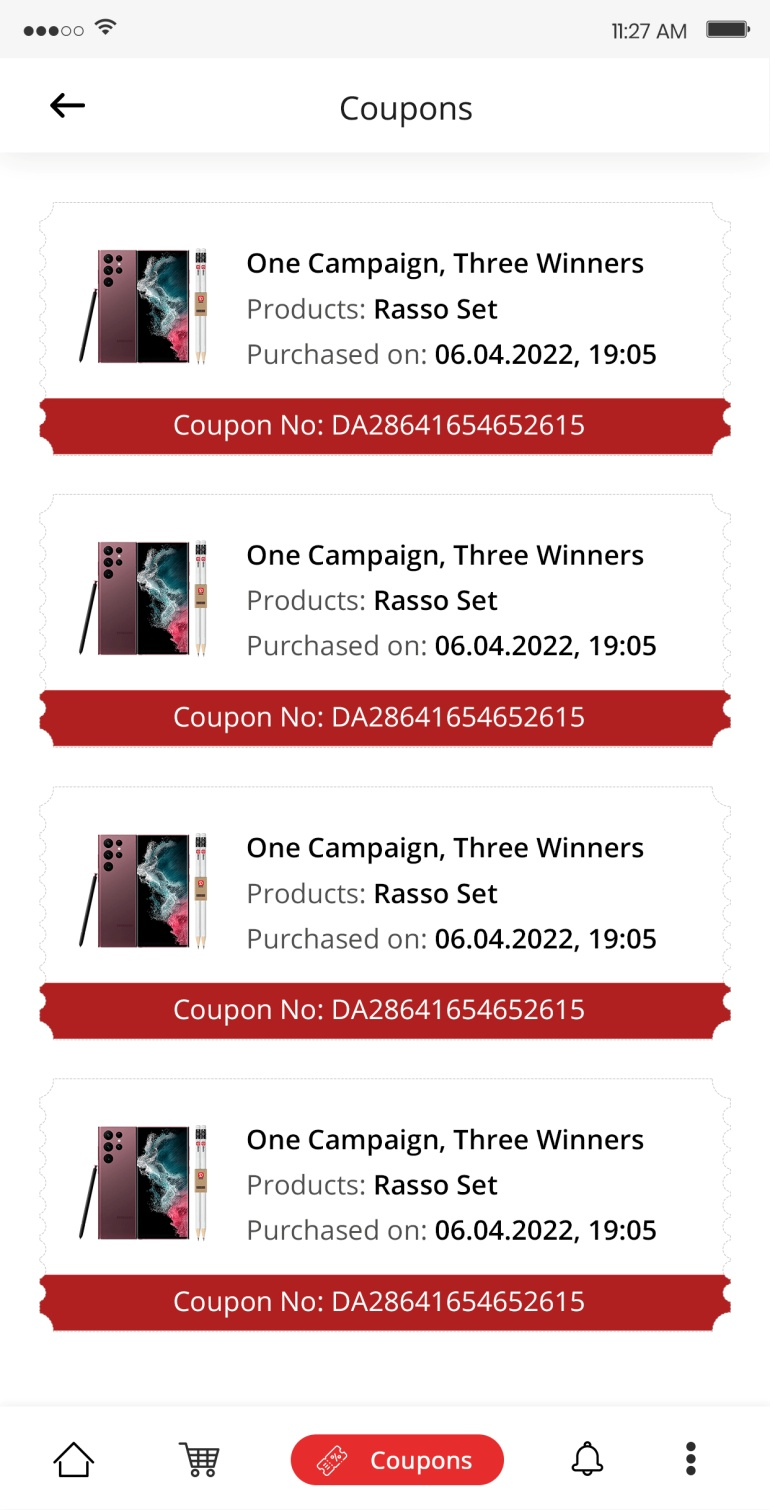 11:27 AM
Coupons
One Campaign, Three Winners
Products: Rasso Set
Purchased on: 06.04.2022, 19:05
Coupon No: DA28641654652615
One Campaign, Three Winners
Products: Rasso Set
Purchased on: 06.04.2022, 19:05
Coupon No: DA28641654652615
One Campaign, Three Winners
Products: Rasso Set
Purchased on: 06.04.2022, 19:05
Coupon No: DA28641654652615
One Campaign, Three Winners
Products: Rasso Set
Purchased on: 06.04.2022, 19:05
Coupon No: DA28641654652615
Coupons